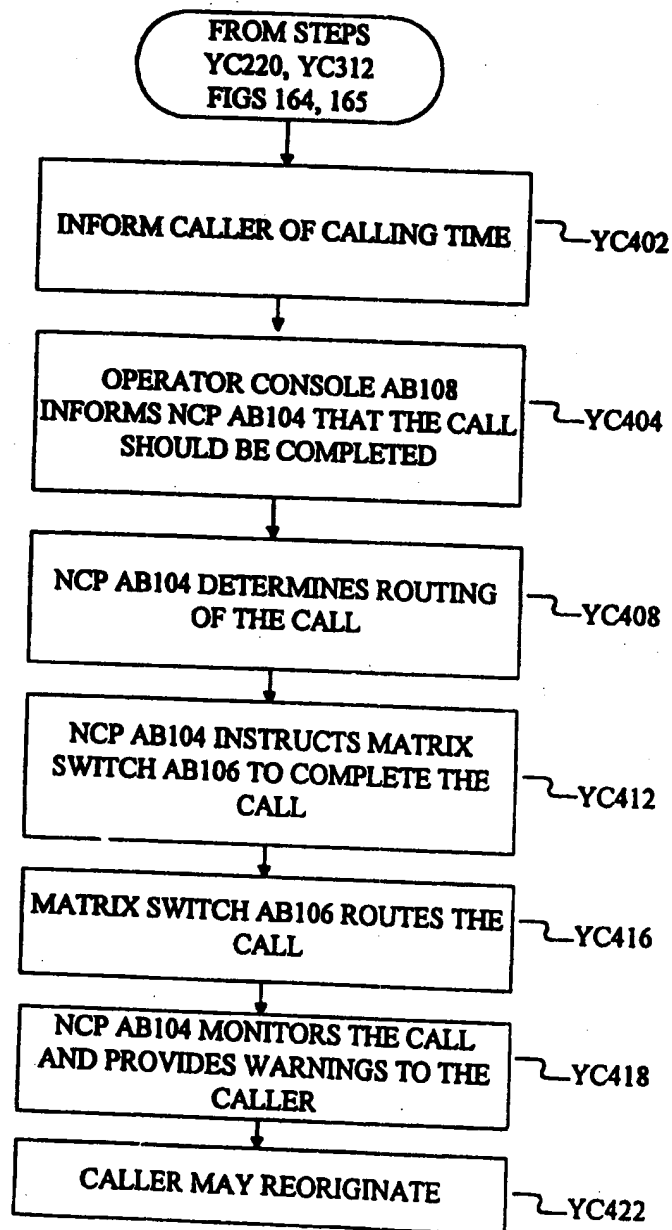 FROM STEPS
YC220, YC312
FIGS 164, 165
INFORM CALLER OF CALLING TIME
YC402
OPERATOR CONSOLE AB108
INFORMS NCP AB104 THAT THE CALL
SHOULD BE COMPLETED
YC404
NCP AB104 DETERMINES ROUTING
OF THE CALL
YC408
NCP AB104 INSTRUCTS MATRIX
SWITCH AB106 TO COMPLETE THE
CALL
YC412
MATRIX SWITCH AB106 ROUTES THE
CALL
YC416
NCP AB104 MONITORS THE CALL
AND PROVIDES WARNINGS TO THE
CALLER
YC418
CALLER MAY REORIGINATE
YC422